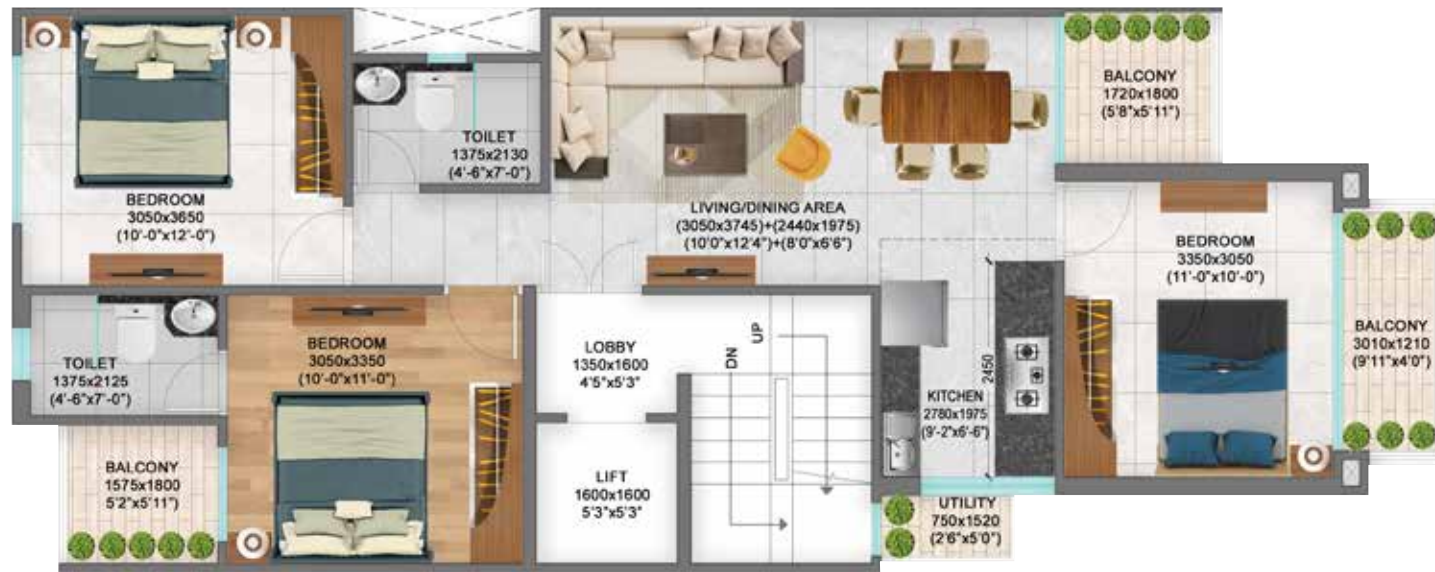 BALCONY
1720x1800
(5'8"x5'11")
TOILET
1375x2130
(4'-6"x7'-0")
BEDROOM
3050x3650
(10'-0"x12'-0")
LIVING/DINING AREA
(3050x3745)+(2440x1975)
(10'0"x12'4")+(8'0"x6'6")
BEDROOM
3350x3050
(11'-0"x10'-0")
BALCONY
3010x1210
(9'11"x4'0")
TOILET
1375x2125
(4'-6"x7'-0")
BEDROOM
3050x3350
(10'-0"x11'-0")
LOBBY
1350x1600
4'5"x5'3"
DN
UP
2450
KITCHEN
2780x1975
(9'-2"x6'-6")
BALCONY
1575x1800
5'2"x5'11")
LIFT
1600x1600
5'3"x5'3"
UTILITY
750x1520
(2'6"x5'0")